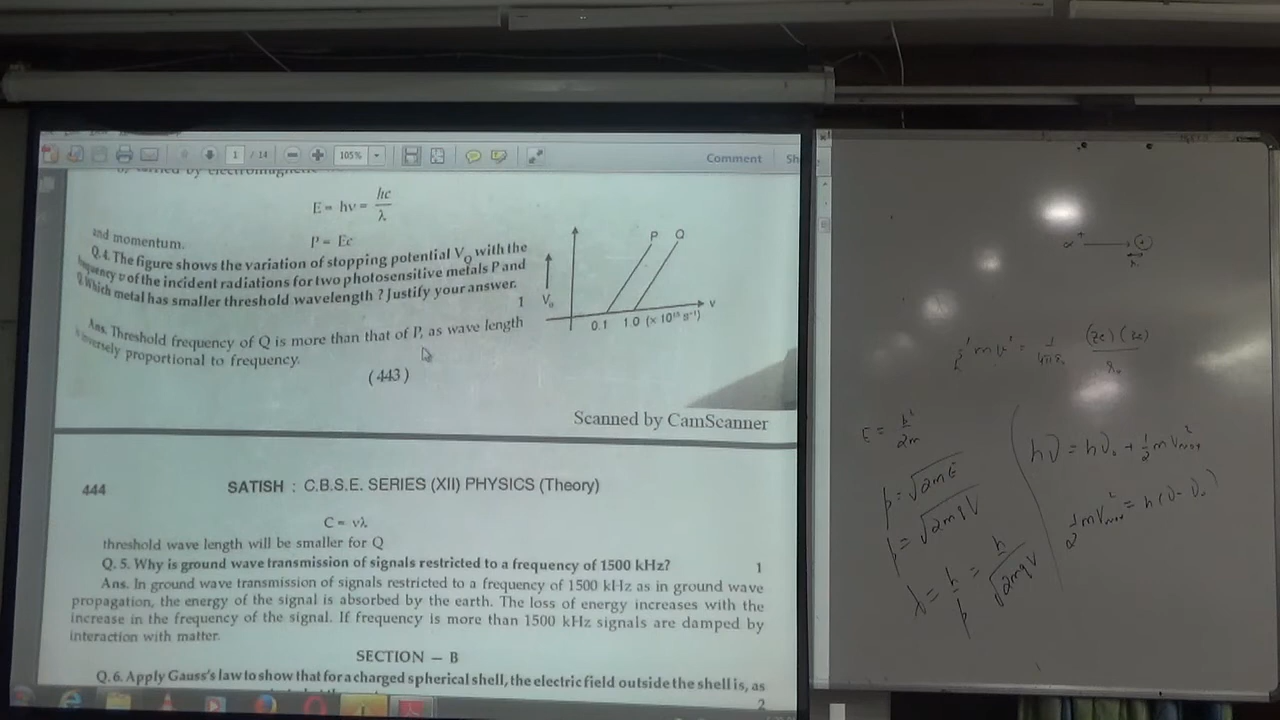 1 / 14
105%
Comment
Sh
E = hν = hc/λ
and momentum.
P = Ec
Q.4. The figure shows the variation of stopping potential V₀ with the
frequency υ of the incident radiations for two photosensitive metals P and
Q. Which metal has smaller threshold wavelength ? Justify your answer.
1
P Q
V₀
ν
0.1 1 0 (× 10¹⁵ s⁻¹)
Ans. Threshold frequency of Q is more than that of P, as wave length
is inversely proportional to frequency.
(443)
Scanned by CamScanner
444
SATISH : C.B.S.E. SERIES (XII) PHYSICS (Theory)
C = νλ
threshold wave length will be smaller for Q
Q. 5. Why is ground wave transmission of signals restricted to a frequency of 1500 kHz? 1
Ans. In ground wave transmission of signals restricted to a frequency of 1500 kHz as in ground wave
propagation, the energy of the signal is absorbed by the earth. The loss of energy increases with the
increase in the frequency of the signal. If frequency is more than 1500 kHz signals are damped by
interaction with matter.
SECTION – B
Q. 6. Apply Gauss's law to show that for a charged spherical shell, the electric field outside the shell is, as
2
E = p²/2m
p = √2mE
p = √2mqV
λ = h/p = h/√2mqV
hν = hν₀ + ½mv²max
½mv²max = h(ν - ν₀)